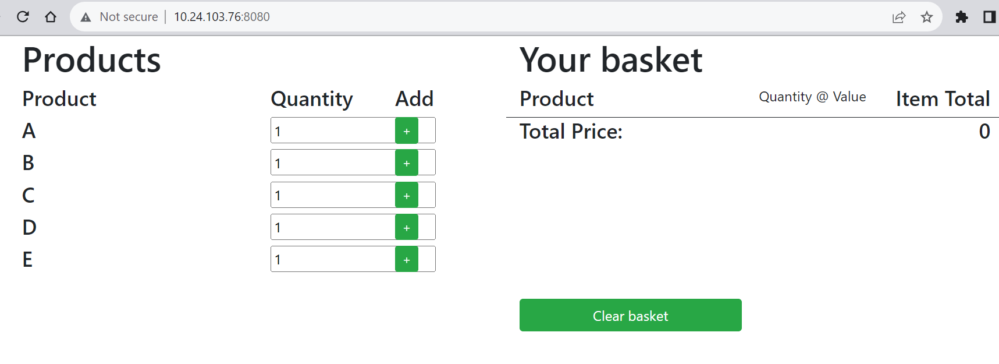 Not secure | 10.24.103.76:8080
Products
Your basket
Product Quantity Add
Product Quantity @ Value Item Total
A 1 +
Total Price: 0
B 1 +
C 1 +
D 1 +
E 1 +
Clear basket